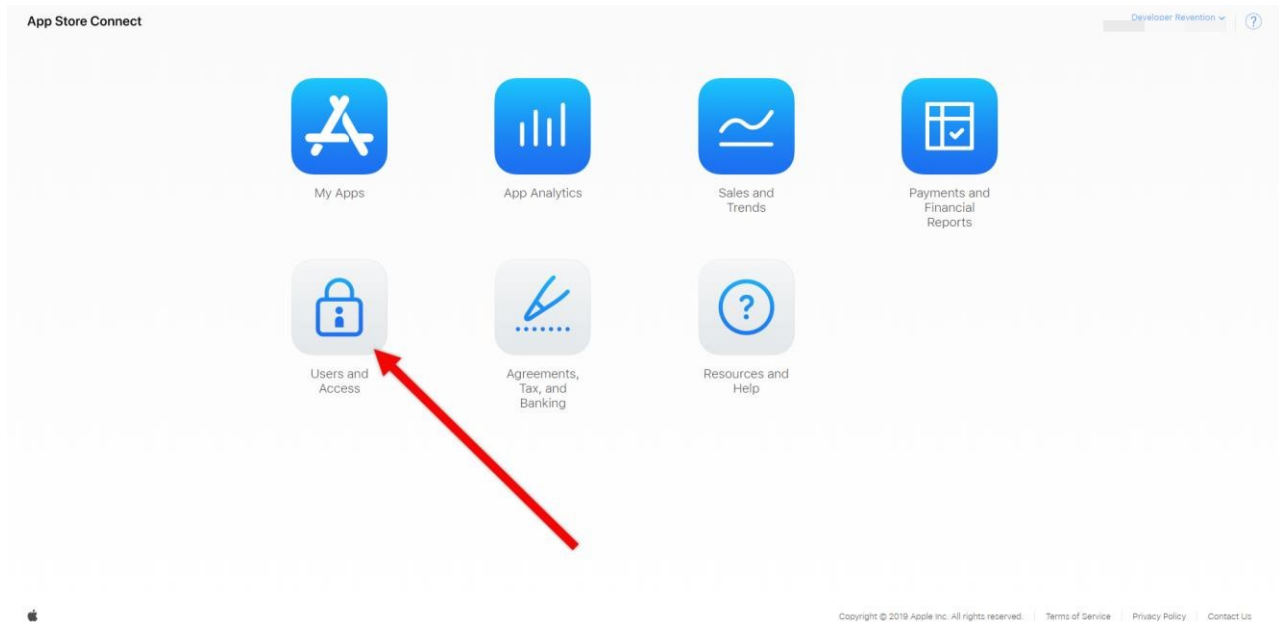 App Store Connect
Developer Revention
?
My Apps
App Analytics
Sales and
Trends
Payments and
Financial
Reports
?
Users and
Access
Agreements,
Tax, and
Banking
Resources and
Help
Copyright © 2019 Apple Inc. All rights reserved. Terms of Service Privacy Policy Contact Us